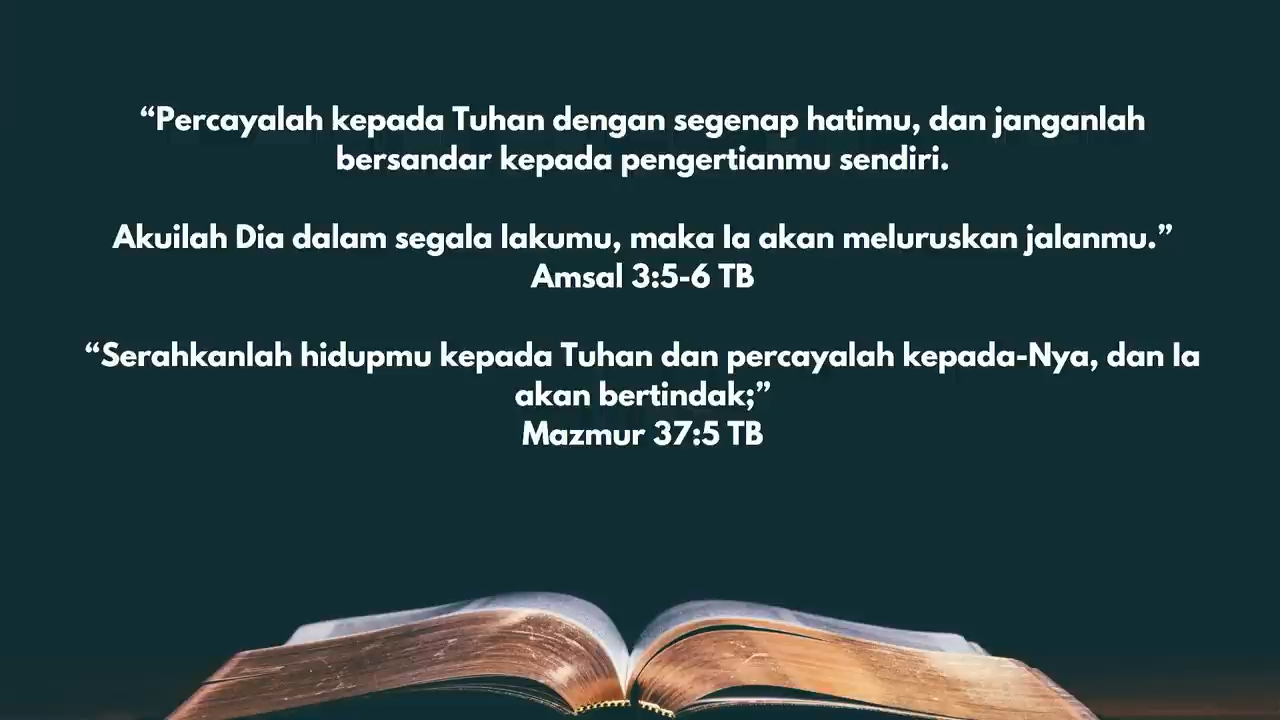 “Percayalah kepada Tuhan dengan segenap hatimu, dan janganlah
bersandar kepada pengertianmu sendiri.
Akuilah Dia dalam segala lakumu, maka Ia akan meluruskan jalanmu.”
Amsal 3:5-6 TB
“Serahkanlah hidupmu kepada Tuhan dan percayalah kepada-Nya, dan Ia
akan bertindak;”
Mazmur 37:5 TB